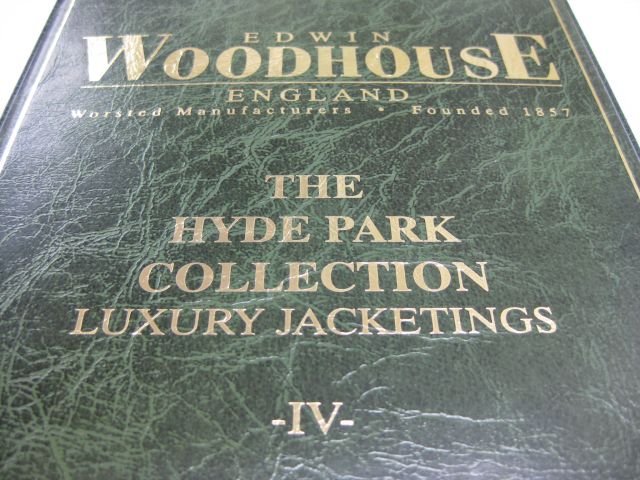 EDWIN
WOODHOUSE
ENGLAND
Worsted Manufacturers • Founded 1857
THE
HYDE PARK
COLLECTION
LUXURY JACKETINGS
-IV-